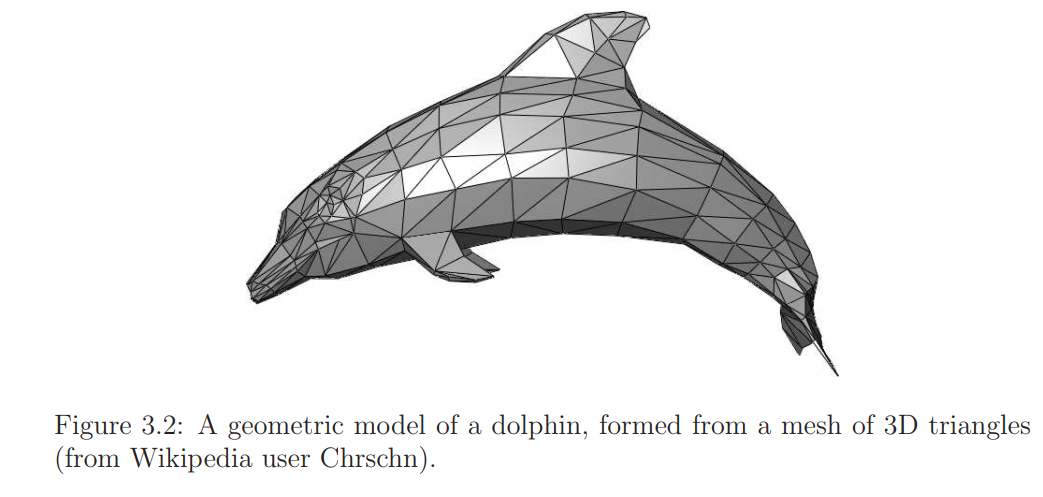 Figure 3.2: A geometric model of a dolphin, formed from a mesh of 3D triangles
(from Wikipedia user Chrschn).